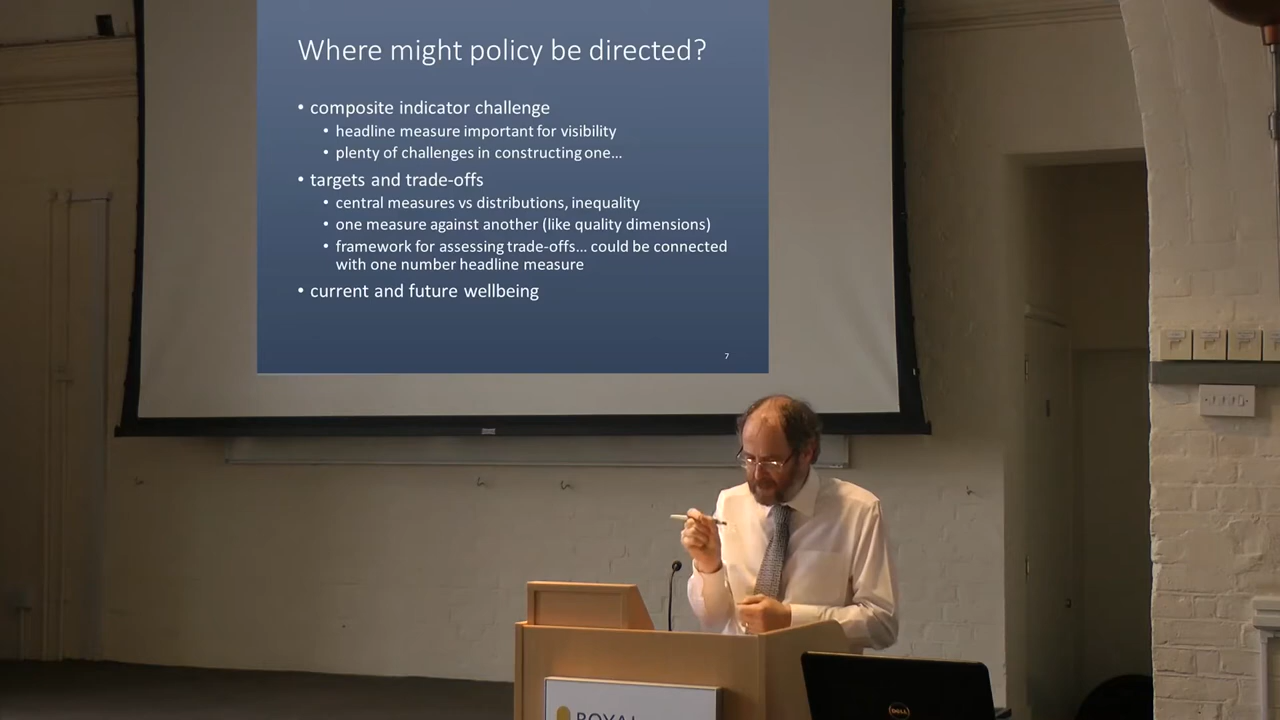 Where might policy be directed?
• composite indicator challenge
• headline measure important for visibility
• plenty of challenges in constructing one…
• targets and trade-offs
• central measures vs distributions, inequality
• one measure against another (like quality dimensions)
• framework for assessing trade-offs… could be connected
with one number headline measure
• current and future wellbeing
7
ROYAL
DELL